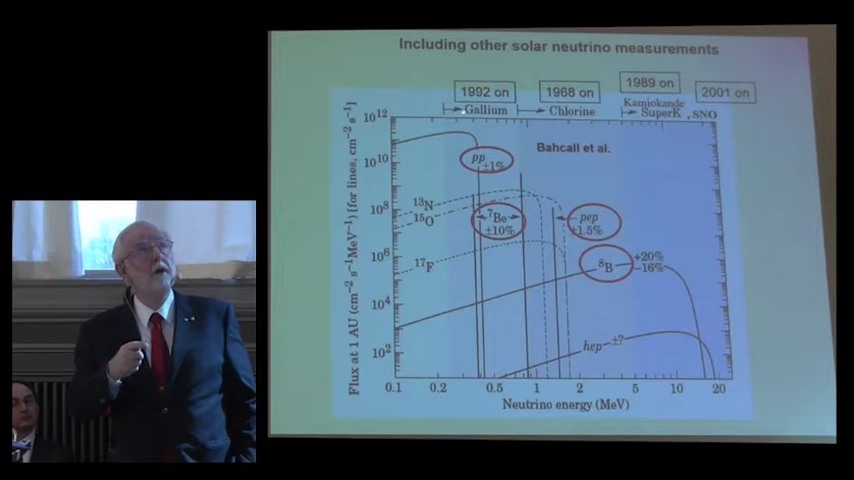 Including other solar neutrino measurements
1992 on
1968 on
1989 on
2001 on
Gallium
Chlorine
Kamiokande
SuperK , SNO
Flux at 1 AU (cm⁻² s⁻¹ MeV⁻¹) [for lines, cm⁻² s⁻¹]
10¹²
10¹⁰
10⁸
10⁶
10⁴
10²
Bahcall et al.
pp
±1%
¹³N
¹⁵O
¹⁷F
⁷Be
±10%
pep
±1.5%
⁸B
+20%
−16%
hep ±?
0.1 0.2 0.5 1 2 5 10 20
Neutrino energy (MeV)